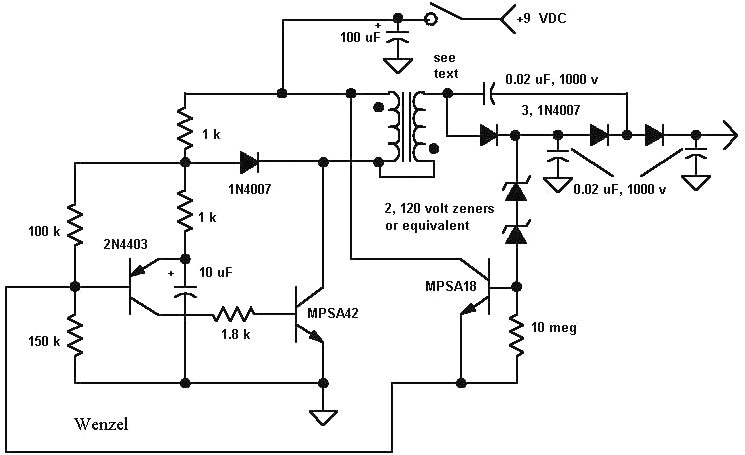 +9 VDC
+
100 uF
see
text
0.02 uF, 1000 v
3, 1N4007
1 k
1N4007
0.02 uF, 1000 v
1 k
2, 120 volt zeners
or equivalent
100 k
2N4403
+
10 uF
MPSA18
MPSA42
1.8 k
10 meg
150 k
Wenzel